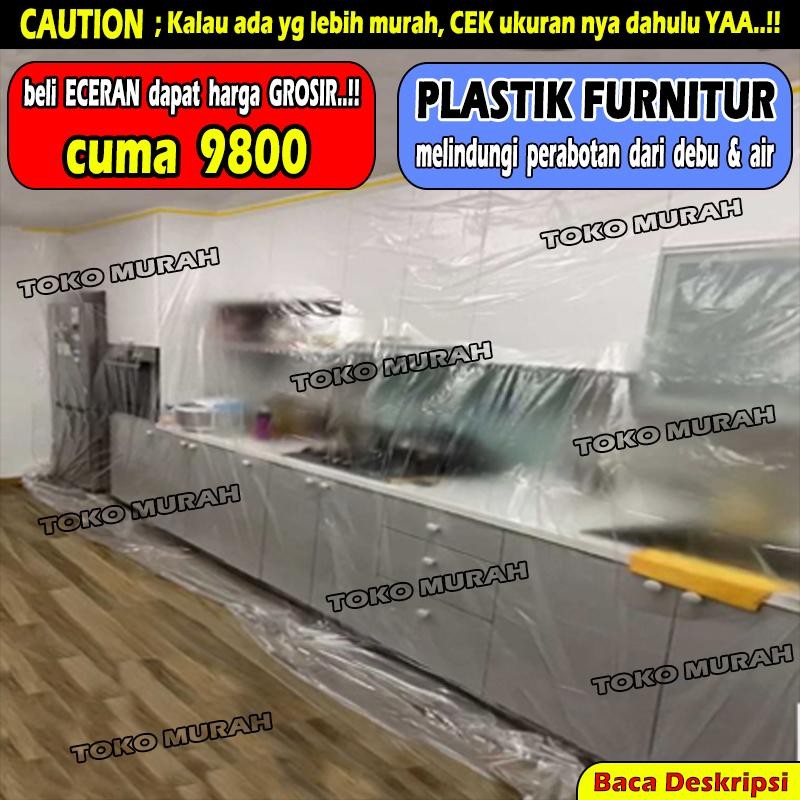 CAUTION ; Kalau ada yg lebih murah, CEK ukuran nya dahulu YAA..!!
beli ECERAN dapat harga GROSIR..!!
cuma 9800
PLASTIK FURNITUR
melindungi perabotan dari debu & air
TOKO MURAH
TOKO MURAH
TOKO MURAH
TOKO MURAH
TOKO MURAH
TOKO MURAH
TOKO MURAH
TOKO MURAH
Baca Deskripsi